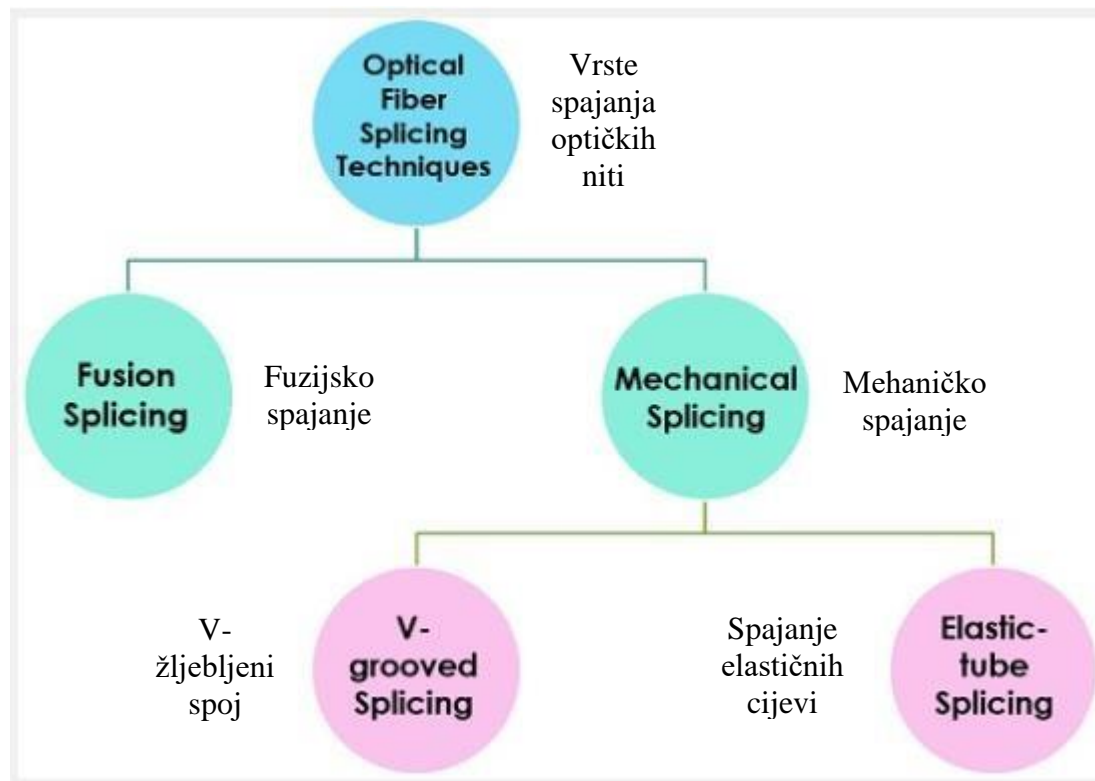 Optical
Fiber
Splicing
Techniques
Vrste
spajanja
optičkih
niti
Fusion
Splicing
Fuzijsko
spajanje
Mechanical
Splicing
Mehaničko
spajanje
V-
žljebljeni
spoj
V-
grooved
Splicing
Spajanje
elastičnih
cijevi
Elastic-
tube
Splicing